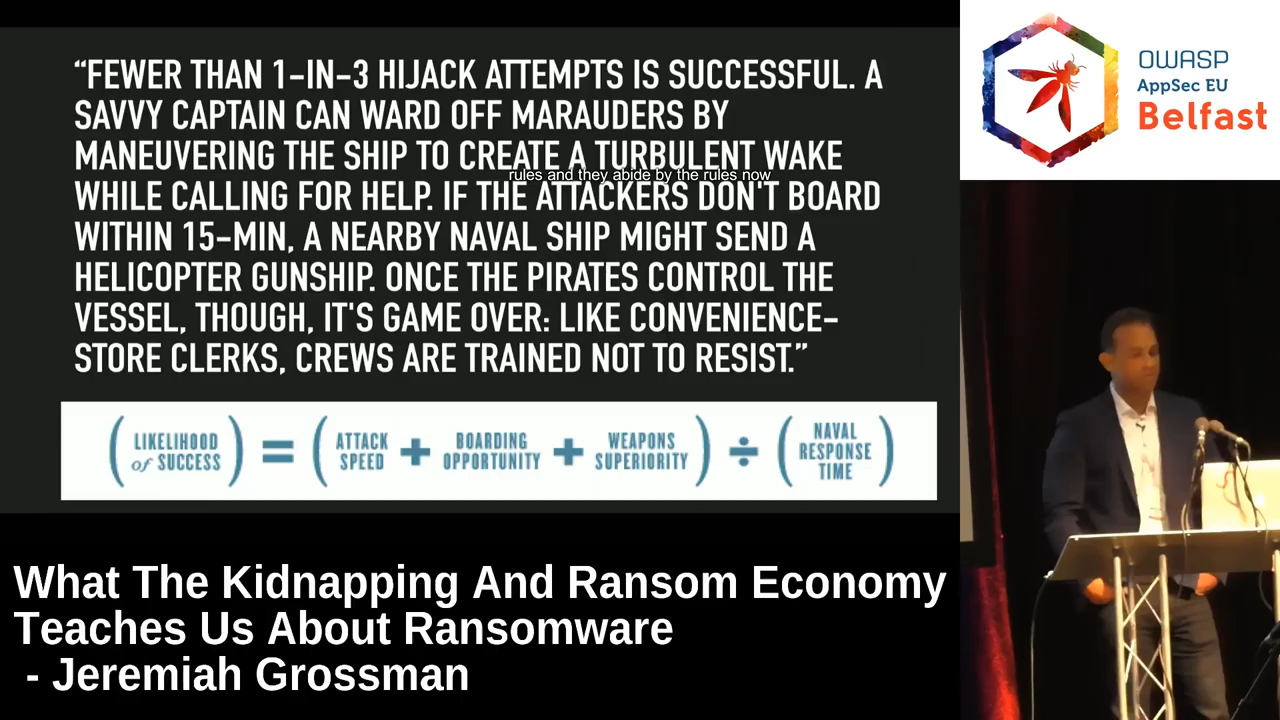 “FEWER THAN 1-IN-3 HIJACK ATTEMPTS IS SUCCESSFUL. A
SAVVY CAPTAIN CAN WARD OFF MARAUDERS BY
MANEUVERING THE SHIP TO CREATE A TURBULENT WAKE
rules and they abide by the rules now
WHILE CALLING FOR HELP. IF THE ATTACKERS DON'T BOARD
WITHIN 15-MIN, A NEARBY NAVAL SHIP MIGHT SEND A
HELICOPTER GUNSHIP. ONCE THE PIRATES CONTROL THE
VESSEL, THOUGH, IT'S GAME OVER: LIKE CONVENIENCE-
STORE CLERKS, CREWS ARE TRAINED NOT TO RESIST.”
(LIKELIHOOD of SUCCESS) = (ATTACK SPEED + BOARDING OPPORTUNITY + WEAPONS SUPERIORITY) ÷ (NAVAL RESPONSE TIME)
What The Kidnapping And Ransom Economy
Teaches Us About Ransomware
- Jeremiah Grossman
OWASP
AppSec EU
Belfast